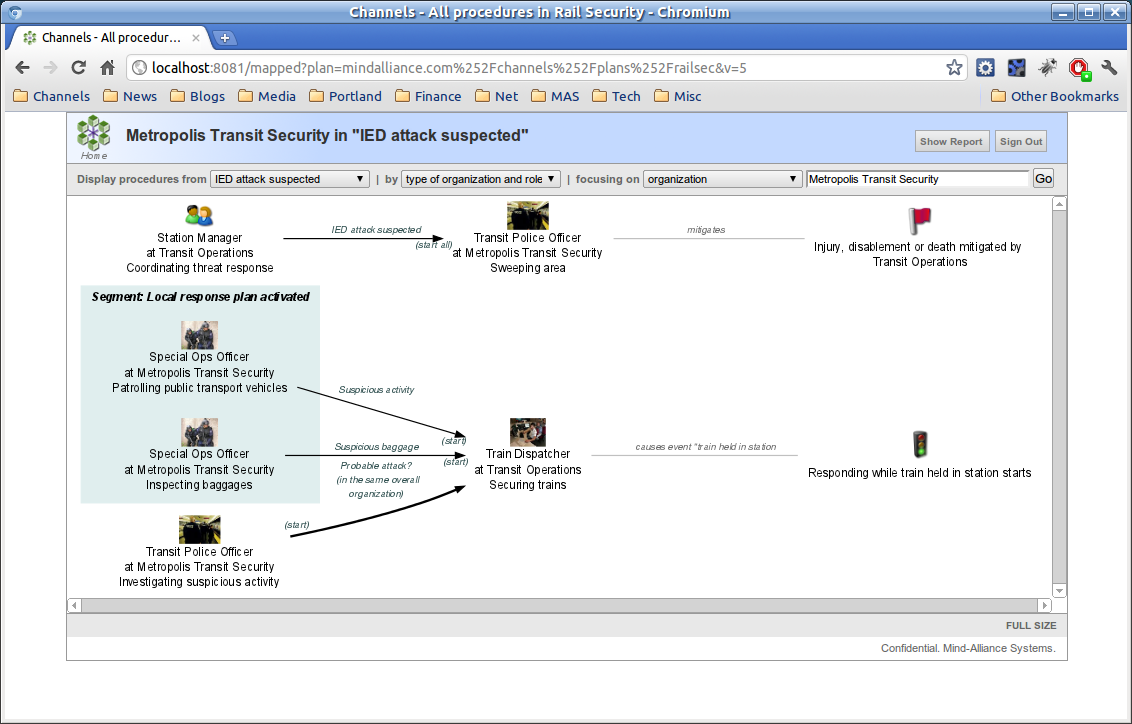 Channels - All procedures in Rail Security - Chromium
Channels - All procedur...
localhost:8081/mapped?plan=mindalliance.com%252Fchannels%252Fplans%252Frailsec&v=5
Channels News Blogs Media Portland Finance Net MAS Tech Misc Other Bookmarks
Home
Metropolis Transit Security in "IED attack suspected"
Show Report Sign Out
Display procedures from IED attack suspected | by type of organization and role | focusing on organization Metropolis Transit Security Go
Station Manager
at Transit Operations
Coordinating threat response
IED attack suspected
(start all)
Transit Police Officer
at Metropolis Transit Security
Sweeping area
mitigates
Injury, disablement or death mitigated by
Transit Operations
Segment: Local response plan activated
Special Ops Officer
at Metropolis Transit Security
Patrolling public transport vehicles
Suspicious activity
(start)
Special Ops Officer
at Metropolis Transit Security
Inspecting baggages
Suspicious baggage
(start)
Probable attack?
(in the same overall
organization)
(start)
Train Dispatcher
at Transit Operations
Securing trains
causes event "train held in station
Responding while train held in station starts
Transit Police Officer
at Metropolis Transit Security
Investigating suspicious activity
FULL SIZE
Confidential. Mind-Alliance Systems.